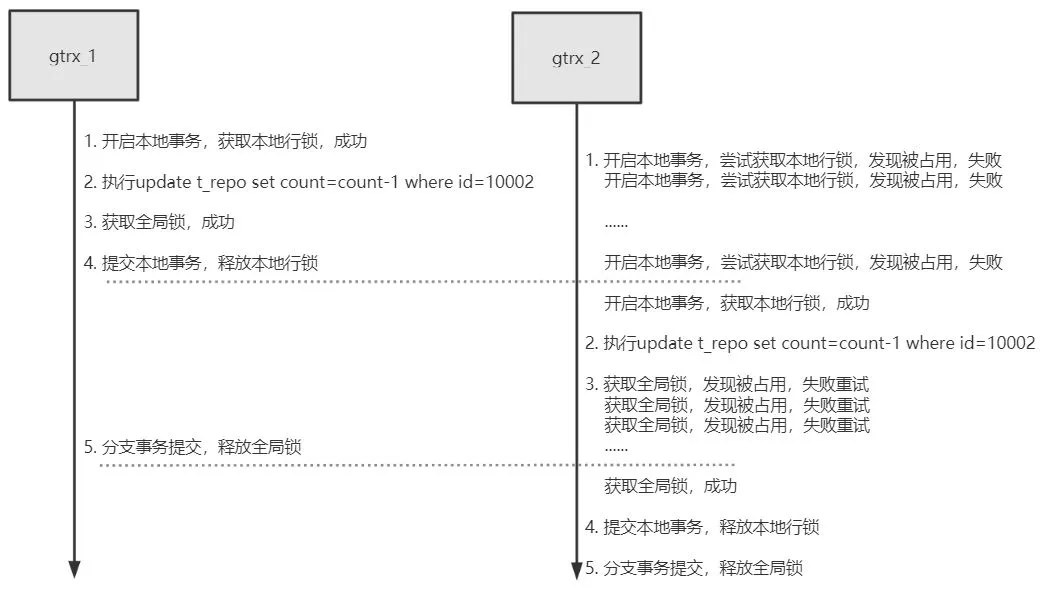 gtrx_1
1. 开启本地事务，获取本地行锁，成功
2. 执行update t_repo set count=count-1 where id=10002
3. 获取全局锁，成功
4. 提交本地事务，释放本地行锁
5. 分支事务提交，释放全局锁
gtrx_2
1. 开启本地事务，尝试获取本地行锁，发现被占用，失败
开启本地事务，尝试获取本地行锁，发现被占用，失败
......
开启本地事务，尝试获取本地行锁，发现被占用，失败
开启本地事务，获取本地行锁，成功
2. 执行update t_repo set count=count-1 where id=10002
3. 获取全局锁，发现被占用，失败重试
获取全局锁，发现被占用，失败重试
获取全局锁，发现被占用，失败重试
......
获取全局锁，成功
4. 提交本地事务，释放本地行锁
5. 分支事务提交，释放全局锁